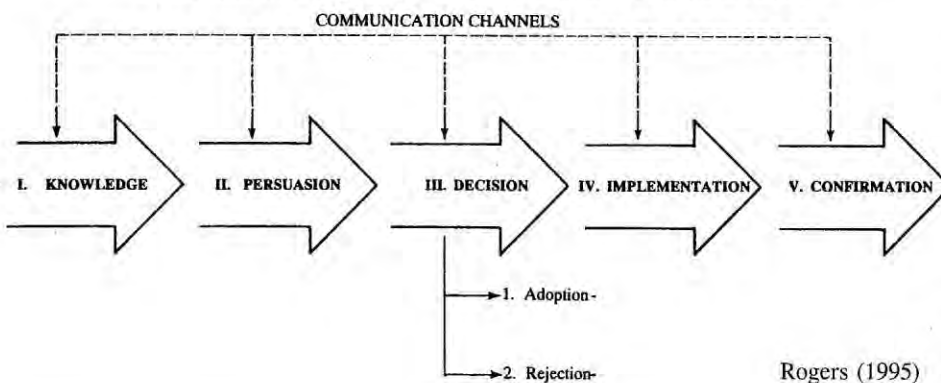 COMMUNICATION CHANNELS
I. KNOWLEDGE
II. PERSUASION
III. DECISION
IV. IMPLEMENTATION
V. CONFIRMATION
1. Adoption-
2. Rejection-
Rogers (1995)